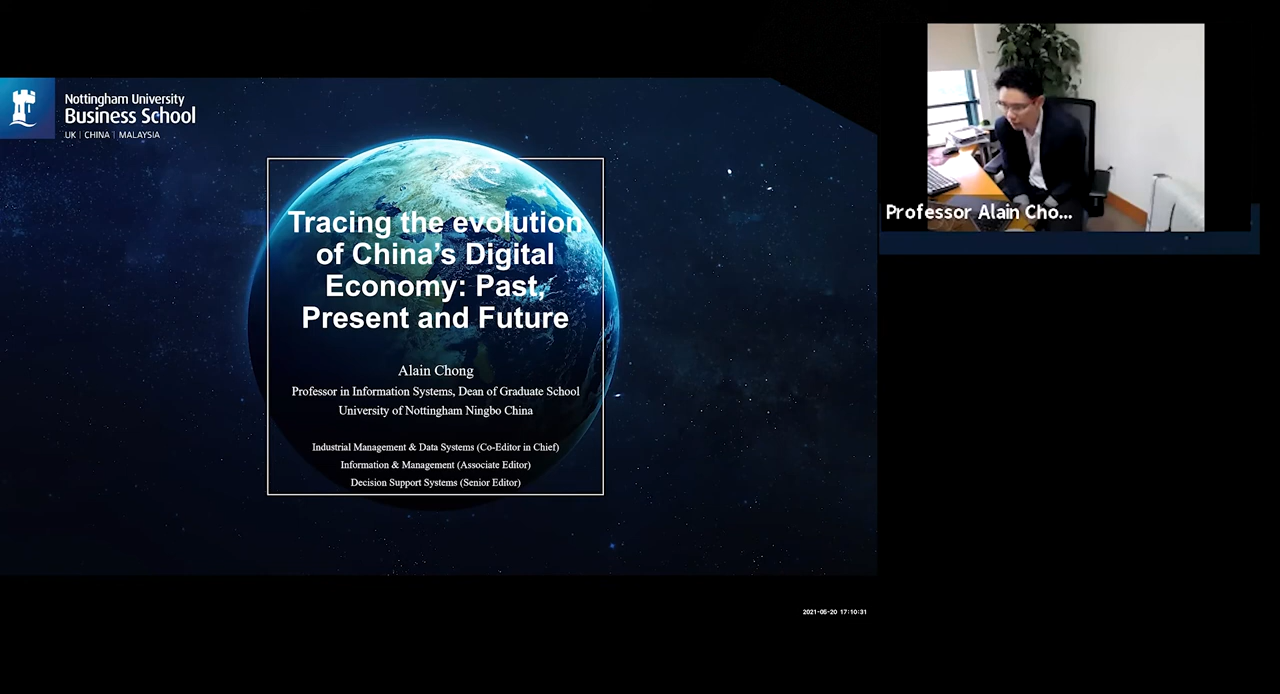 Nottingham University
Business School
UK | CHINA | MALAYSIA
Tracing the evolution
of China’s Digital
Economy: Past,
Present and Future
Alain Chong
Professor in Information Systems, Dean of Graduate School
University of Nottingham Ningbo China
Industrial Management & Data Systems (Co-Editor in Chief)
Information & Management (Associate Editor)
Decision Support Systems (Senior Editor)
Professor Alain Cho...
2021-05-20 17:10:31